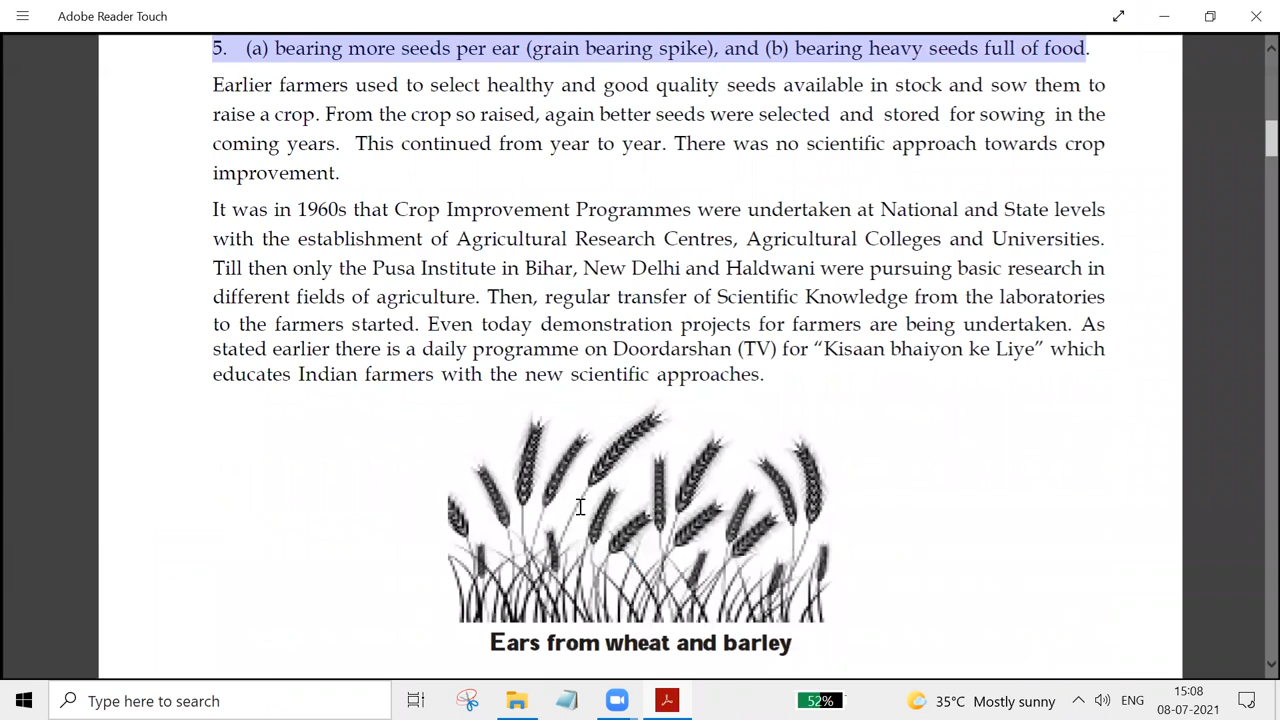 Adobe Reader Touch
5. (a) bearing more seeds per ear (grain bearing spike), and (b) bearing heavy seeds full of food.
Earlier farmers used to select healthy and good quality seeds available in stock and sow them to
raise a crop. From the crop so raised, again better seeds were selected and stored for sowing in the
coming years. This continued from year to year. There was no scientific approach towards crop
improvement.
It was in 1960s that Crop Improvement Programmes were undertaken at National and State levels
with the establishment of Agricultural Research Centres, Agricultural Colleges and Universities.
Till then only the Pusa Institute in Bihar, New Delhi and Haldwani were pursuing basic research in
different fields of agriculture. Then, regular transfer of Scientific Knowledge from the laboratories
to the farmers started. Even today demonstration projects for farmers are being undertaken. As
stated earlier there is a daily programme on Doordarshan (TV) for “Kisaan bhaiyon ke Liye” which
educates Indian farmers with the new scientific approaches.
Ears from wheat and barley
Type here to search
52%
35°C Mostly sunny
ENG
15:08
08-07-2021